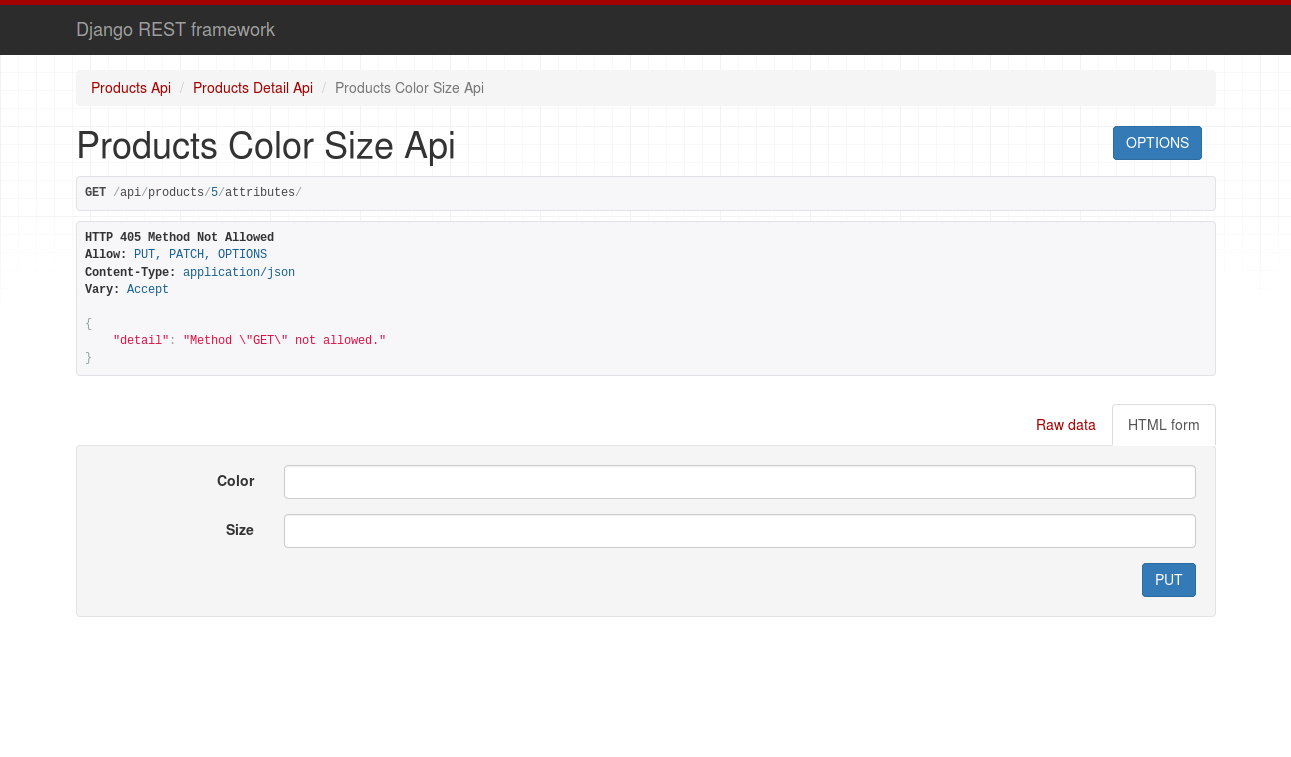 Django REST framework
Products Api / Products Detail Api / Products Color Size Api
Products Color Size Api
OPTIONS
GET /api/products/5/attributes/
HTTP 405 Method Not Allowed
Allow: PUT, PATCH, OPTIONS
Content-Type: application/json
Vary: Accept
{
    "detail": "Method \"GET\" not allowed."
}
Raw data
HTML form
Color
Size
PUT